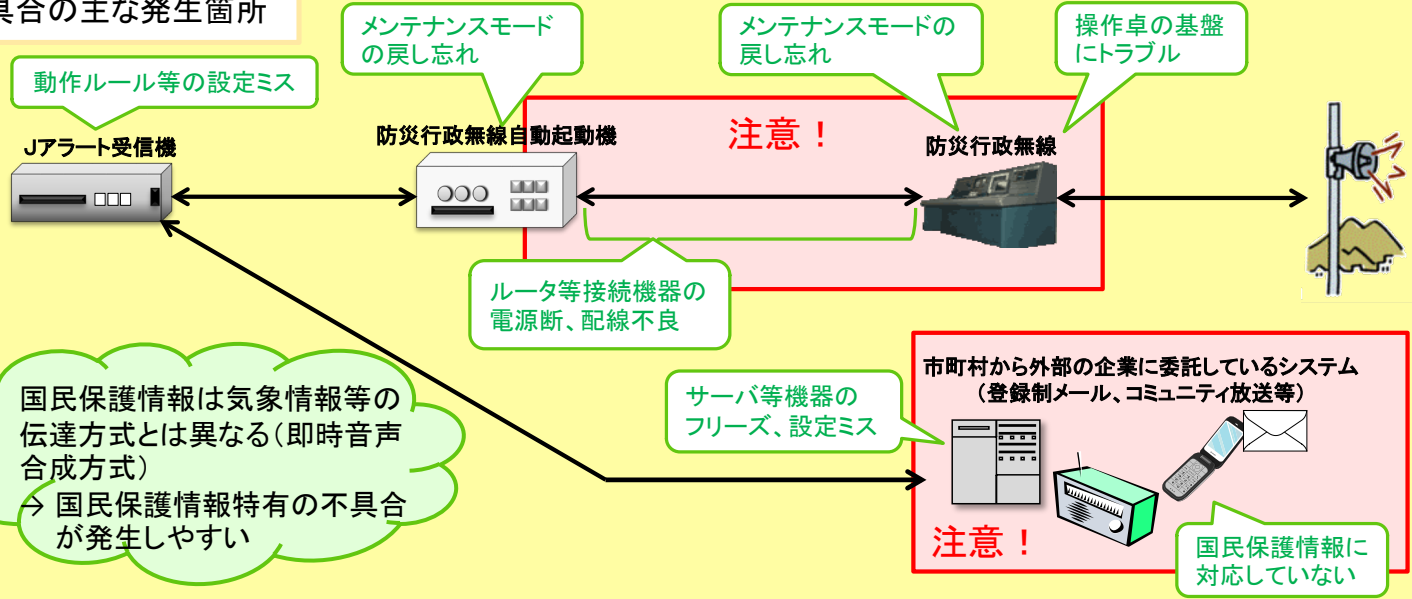 具合の主な発生箇所
メンテナンスモード
の戻し忘れ
メンテナンスモードの
戻し忘れ
操作卓の基盤
にトラブル
動作ルール等の設定ミス
Jアラート受信機
防災行政無線自動起動機
注意！
防災行政無線
ルータ等接続機器の
電源断、配線不良
国民保護情報は気象情報等の
伝達方式とは異なる（即時音声
合成方式）
→ 国民保護情報特有の不具合
が発生しやすい
市町村から外部の企業に委託しているシステム
（登録制メール、コミュニティ放送等）
サーバ等機器の
フリーズ、設定ミス
注意！
国民保護情報に
対応していない